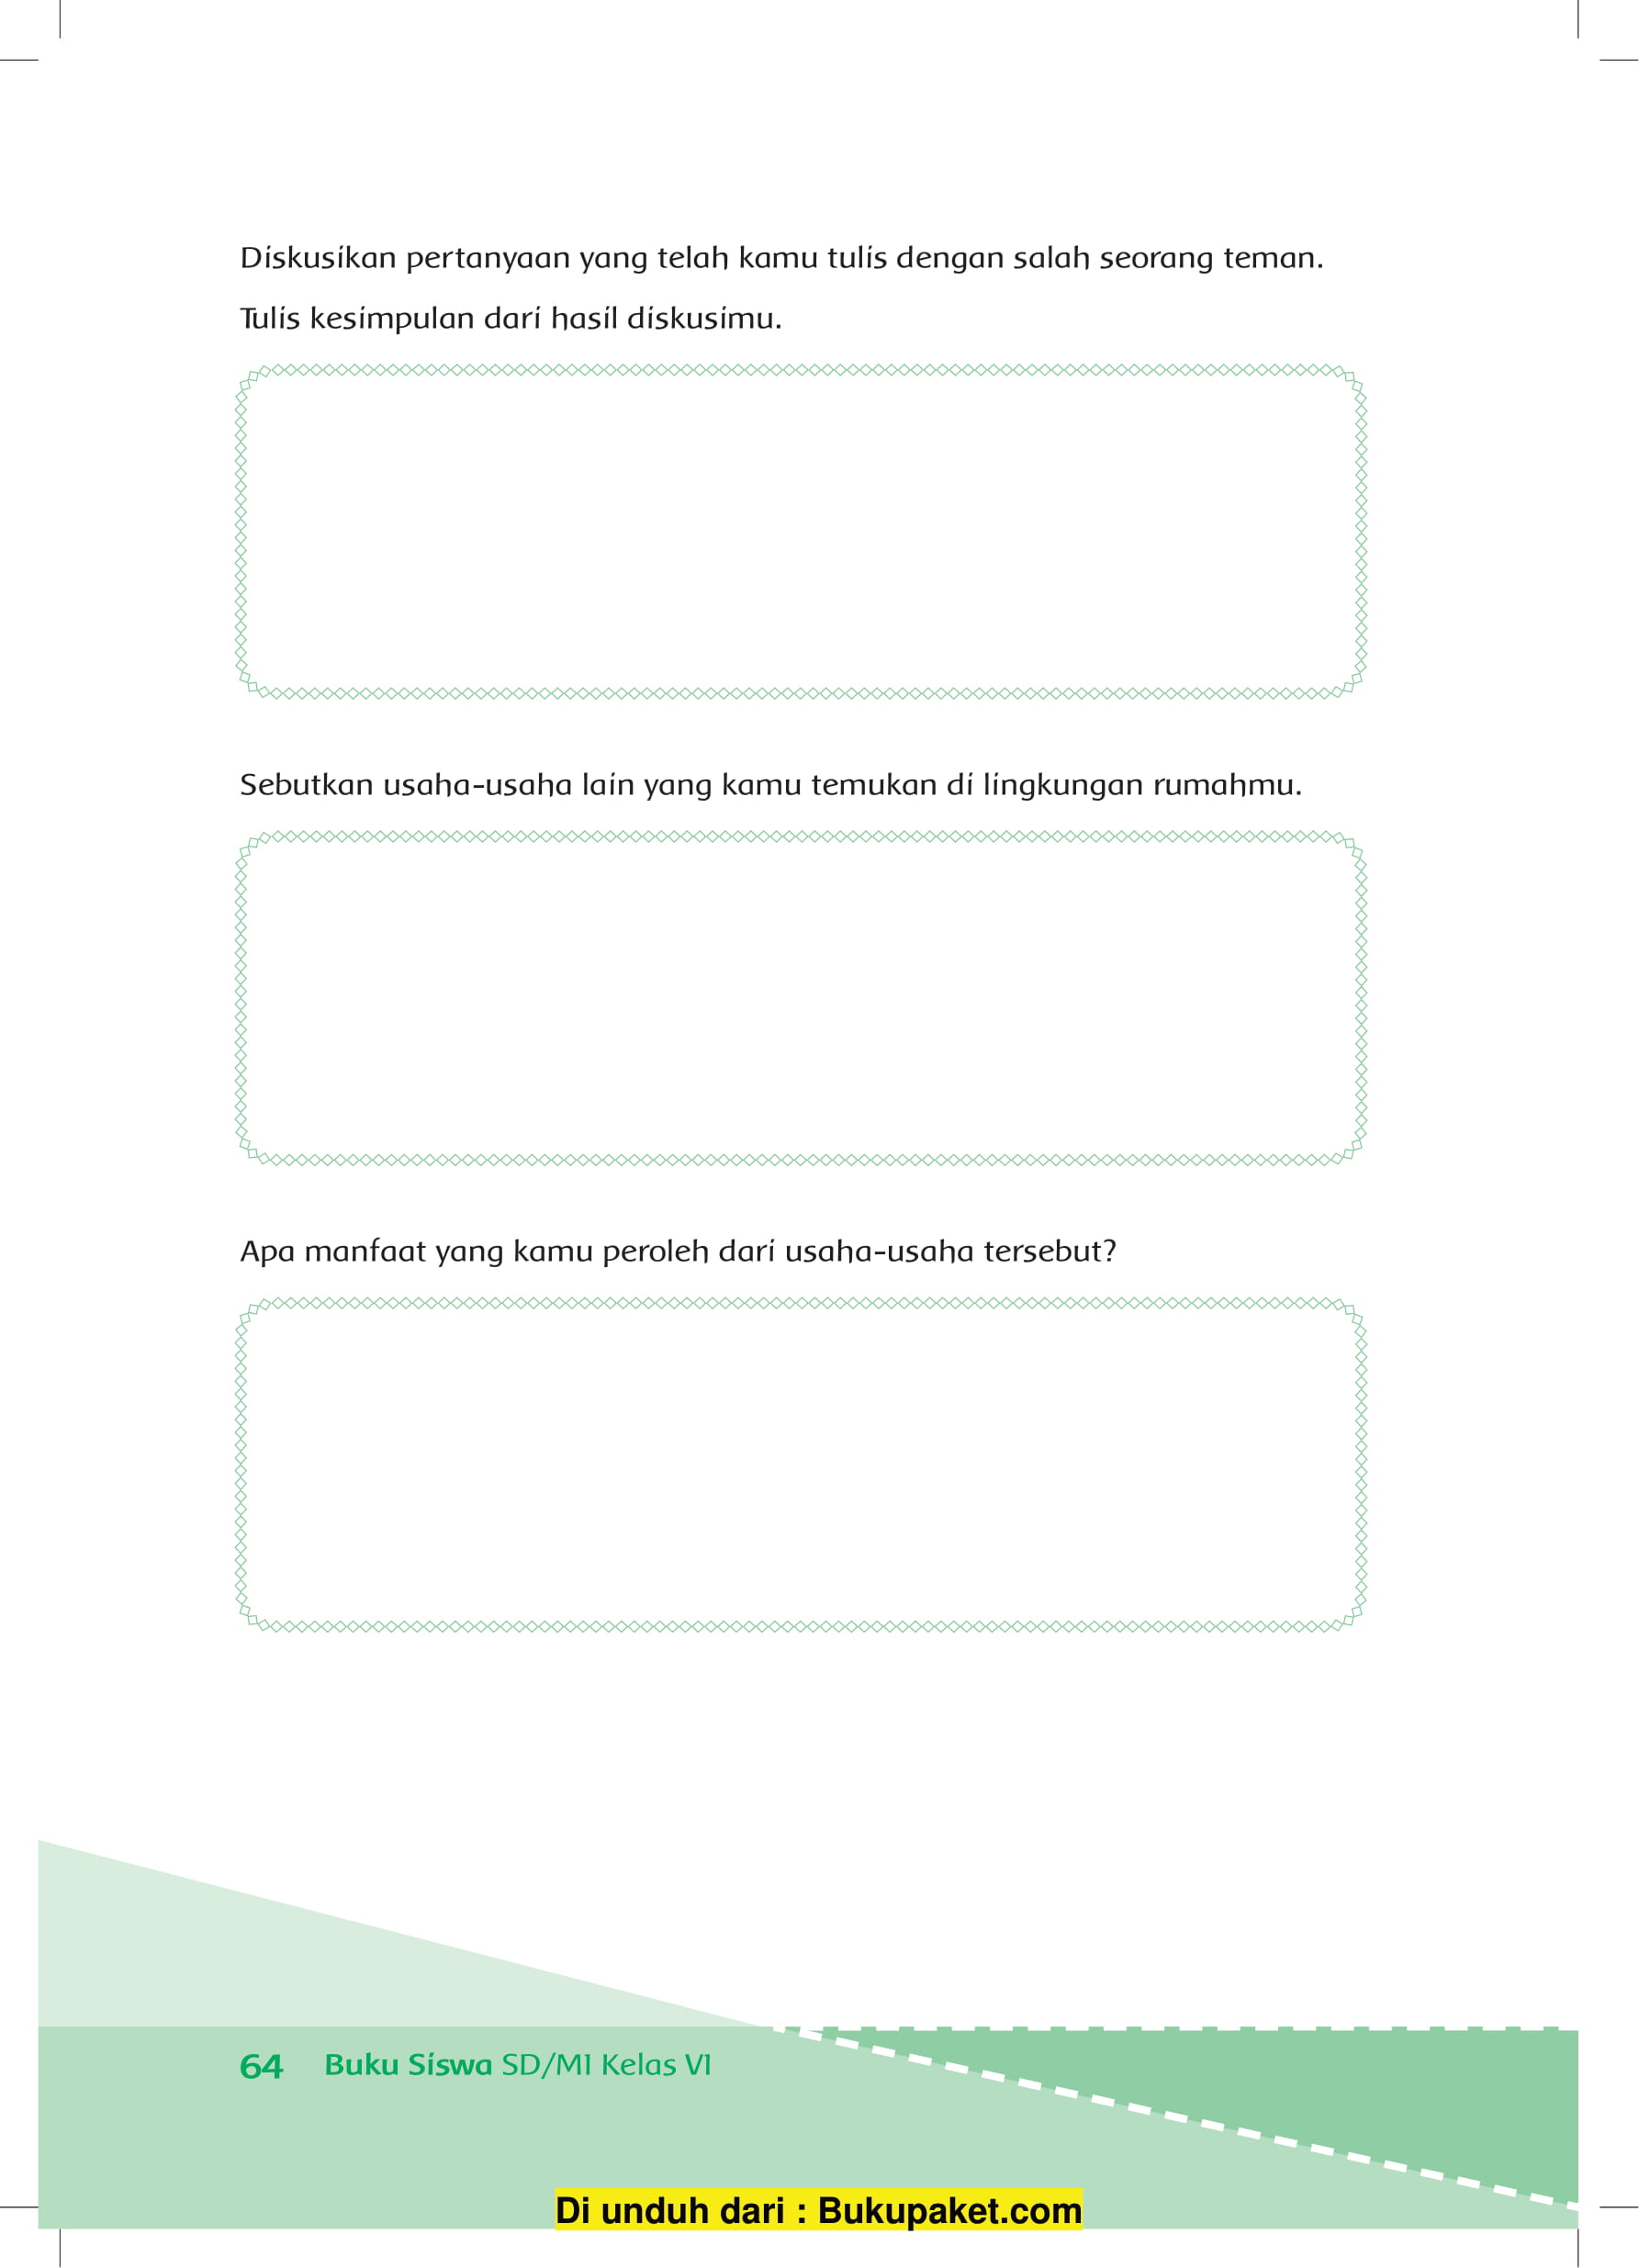 Diskusikan pertanyaan yang telah kamu tulis dengan salah seorang teman.
Tulis kesimpulan dari hasil diskusimu.
Sebutkan usaha-usaha lain yang kamu temukan di lingkungan rumahmu.
Apa manfaat yang kamu peroleh dari usaha-usaha tersebut?
64 Buku Siswa SD/MI Kelas VI
Di unduh dari : Bukupaket.com